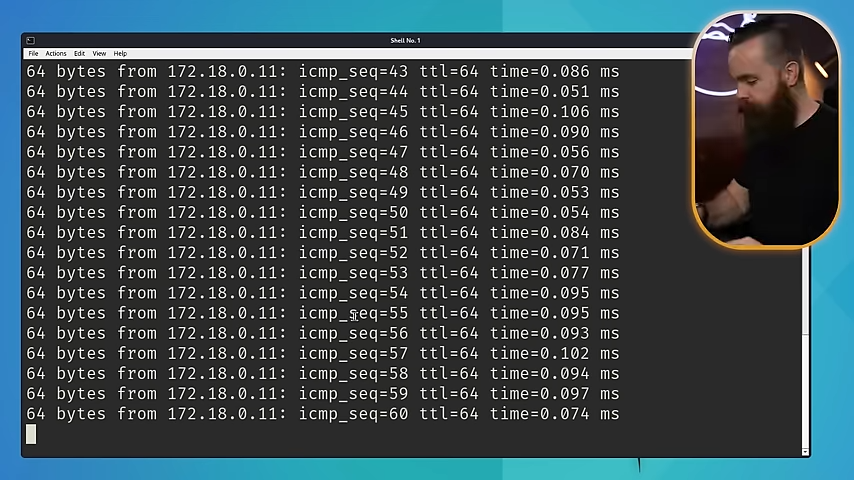 Shell No. 1
File Actions Edit View Help
64 bytes from 172.18.0.11: icmp_seq=43 ttl=64 time=0.086 ms
64 bytes from 172.18.0.11: icmp_seq=44 ttl=64 time=0.051 ms
64 bytes from 172.18.0.11: icmp_seq=45 ttl=64 time=0.106 ms
64 bytes from 172.18.0.11: icmp_seq=46 ttl=64 time=0.090 ms
64 bytes from 172.18.0.11: icmp_seq=47 ttl=64 time=0.056 ms
64 bytes from 172.18.0.11: icmp_seq=48 ttl=64 time=0.070 ms
64 bytes from 172.18.0.11: icmp_seq=49 ttl=64 time=0.053 ms
64 bytes from 172.18.0.11: icmp_seq=50 ttl=64 time=0.054 ms
64 bytes from 172.18.0.11: icmp_seq=51 ttl=64 time=0.084 ms
64 bytes from 172.18.0.11: icmp_seq=52 ttl=64 time=0.071 ms
64 bytes from 172.18.0.11: icmp_seq=53 ttl=64 time=0.077 ms
64 bytes from 172.18.0.11: icmp_seq=54 ttl=64 time=0.095 ms
64 bytes from 172.18.0.11: icmp_seq=55 ttl=64 time=0.095 ms
64 bytes from 172.18.0.11: icmp_seq=56 ttl=64 time=0.093 ms
64 bytes from 172.18.0.11: icmp_seq=57 ttl=64 time=0.102 ms
64 bytes from 172.18.0.11: icmp_seq=58 ttl=64 time=0.094 ms
64 bytes from 172.18.0.11: icmp_seq=59 ttl=64 time=0.097 ms
64 bytes from 172.18.0.11: icmp_seq=60 ttl=64 time=0.074 ms